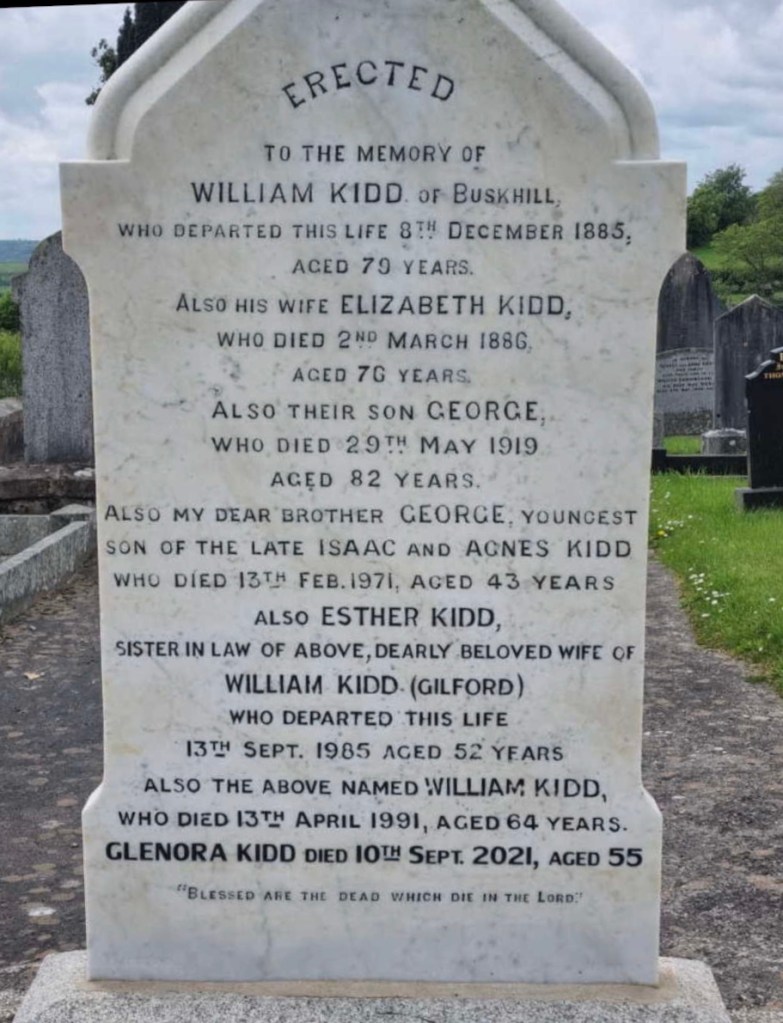 ERECTED
TO THE MEMORY OF
WILLIAM KIDD OF BUSKHILL,
WHO DEPARTED THIS LIFE 8TH DECEMBER 1885,
AGED 79 YEARS.
ALSO HIS WIFE ELIZABETH KIDD,
WHO DIED 2ND MARCH 1886,
AGED 76 YEARS.
ALSO THEIR SON GEORGE,
WHO DIED 29TH MAY 1919
AGED 82 YEARS.
ALSO MY DEAR BROTHER GEORGE, YOUNGEST
SON OF THE LATE ISAAC AND AGNES KIDD
WHO DIED 13TH FEB. 1971, AGED 43 YEARS
ALSO ESTHER KIDD,
SISTER IN LAW OF ABOVE, DEARLY BELOVED WIFE OF
WILLIAM KIDD (GILFORD)
WHO DEPARTED THIS LIFE
13TH SEPT. 1985 AGED 52 YEARS
ALSO THE ABOVE NAMED WILLIAM KIDD,
WHO DIED 13TH APRIL 1991, AGED 64 YEARS.
GLENORA KIDD DIED 10TH SEPT. 2021, AGED 55
"BLESSED ARE THE DEAD WHICH DIE IN THE LORD."